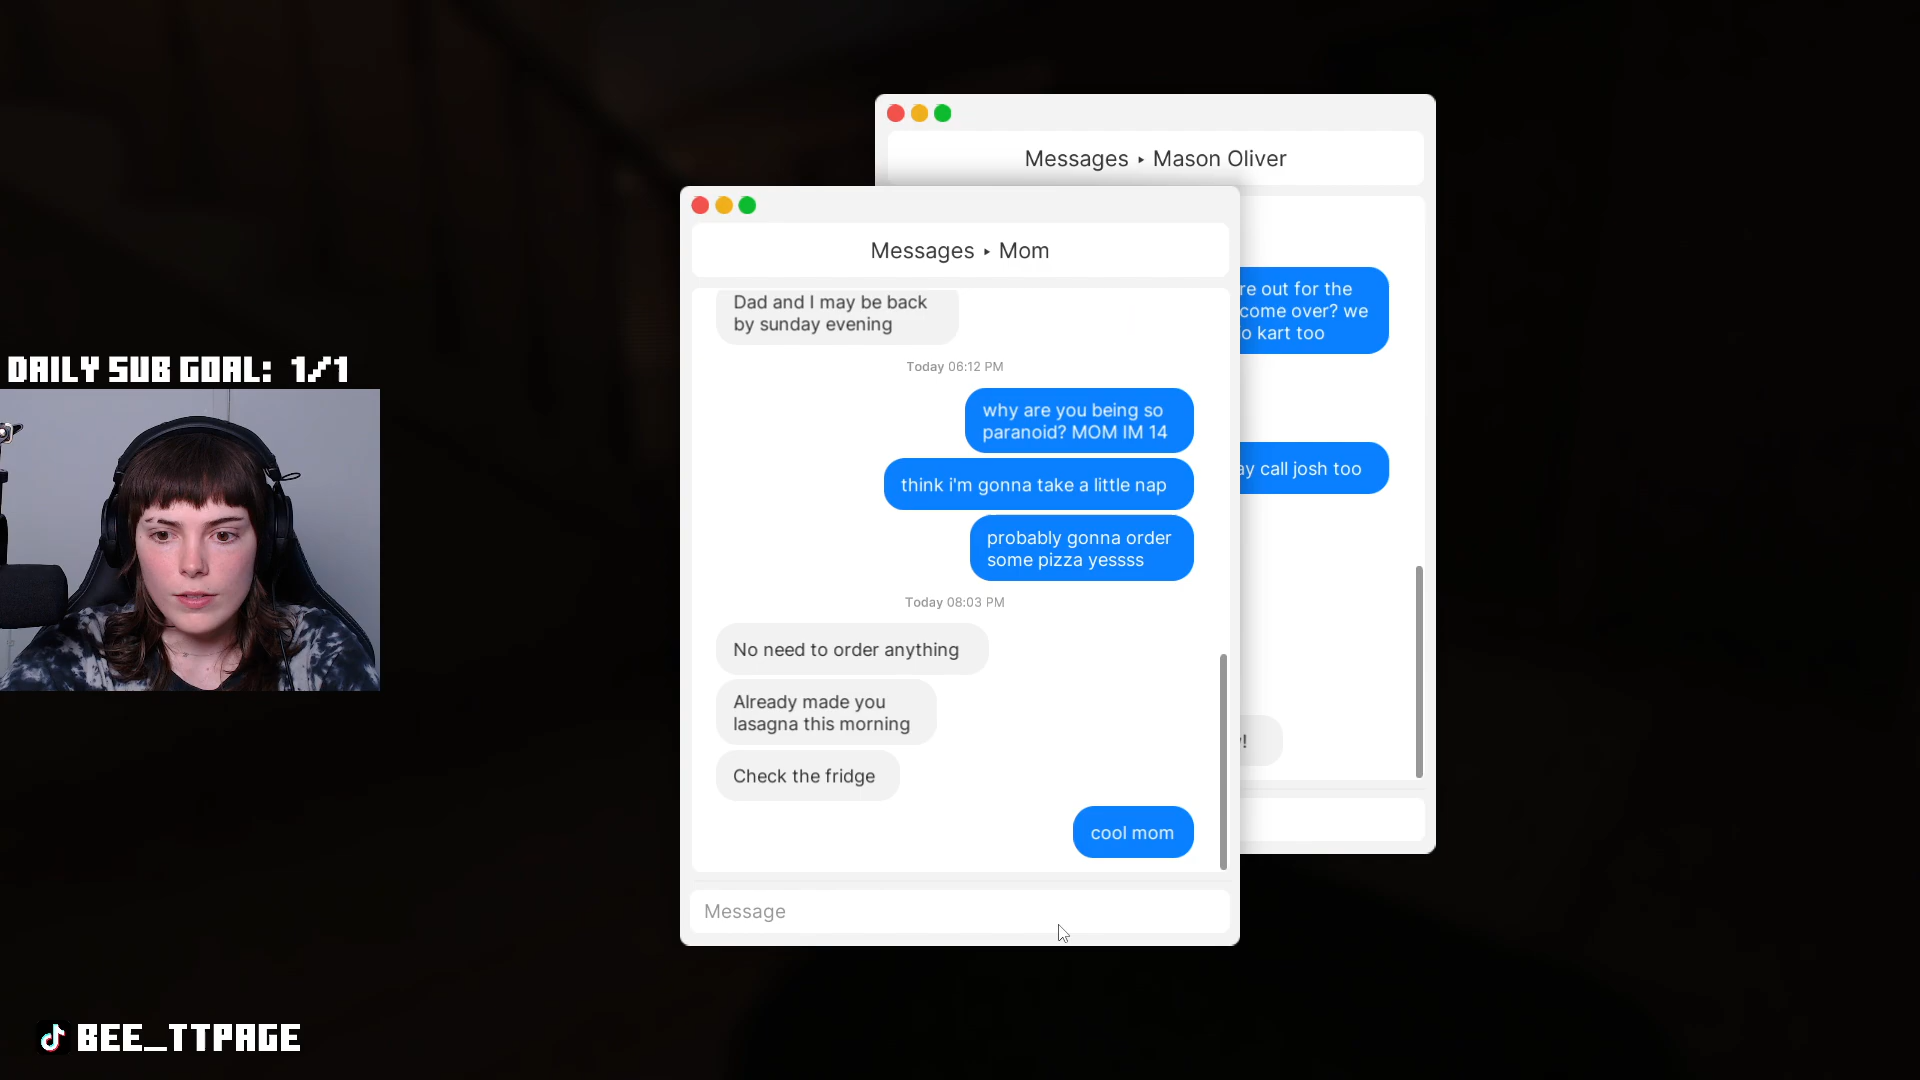 Messages ‣ Mason Oliver
Messages ‣ Mom
re out for the
come over? we
o kart too
ay call josh too
Dad and I may be back
by sunday evening
Today 06:12 PM
why are you being so
paranoid? MOM IM 14
think i'm gonna take a little nap
probably gonna order
some pizza yessss
Today 08:03 PM
No need to order anything
Already made you
lasagna this morning
Check the fridge
cool mom
Message
DAILY SUB GOAL: 1/1
BEE_TTPAGE